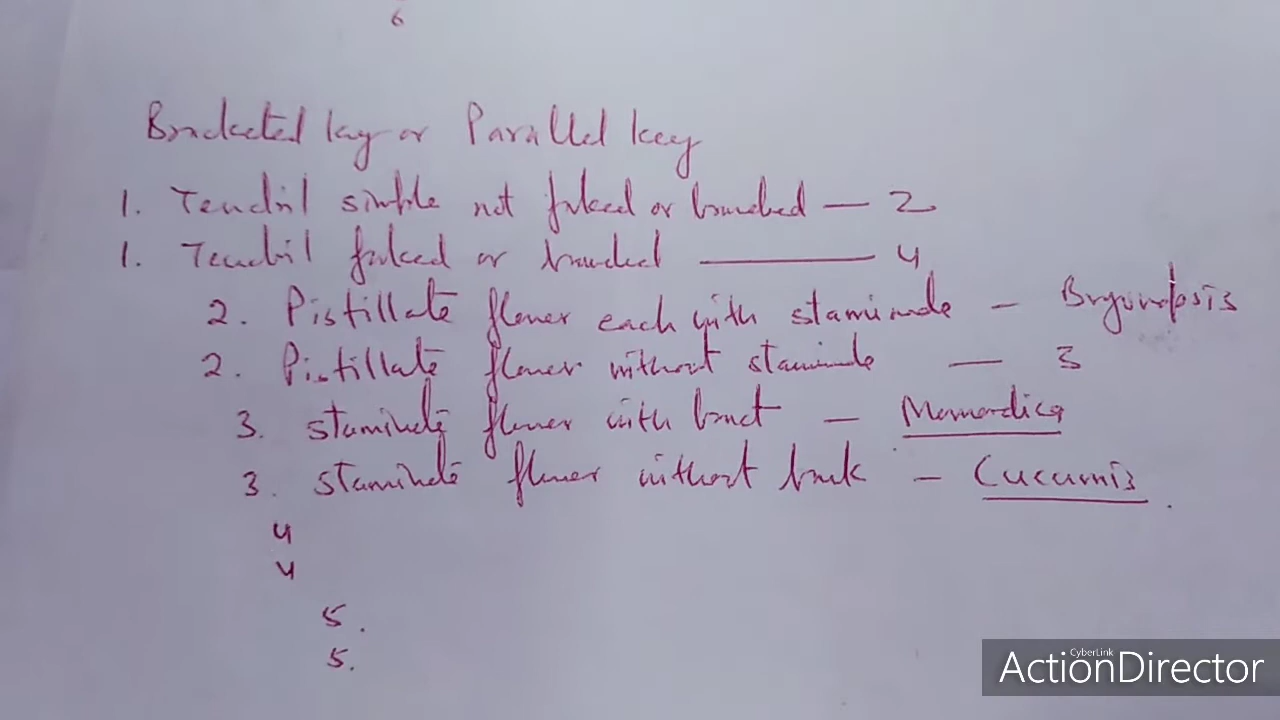 6
Bracketed key or Parallel key
1. Tendril simple not forked or branched — 2
1. Tendril forked or branched — 4
2. Pistillate flower each with staminode — Bryonopsis
2. Pistillate flower without staminode — 3
3. staminate flower with bract — Momordica
3. staminate flower without bract — Cucumis.
4
4
5.
5.
CyberLink
ActionDirector